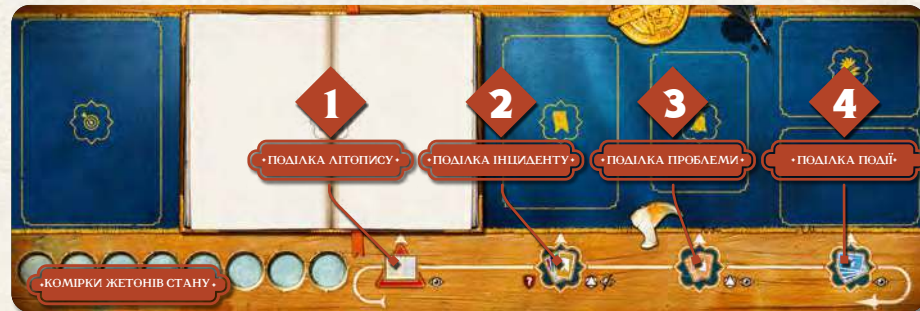 1
2
3
4
•ПОДІЛКА ЛІТОПИСУ•
•ПОДІЛКА ІНЦИДЕНТУ•
•ПОДІЛКА ПРОБЛЕМИ•
•ПОДІЛКА ПОДІЇ•
•КОМІРКИ ЖЕТОНІВ СТАНУ•
?